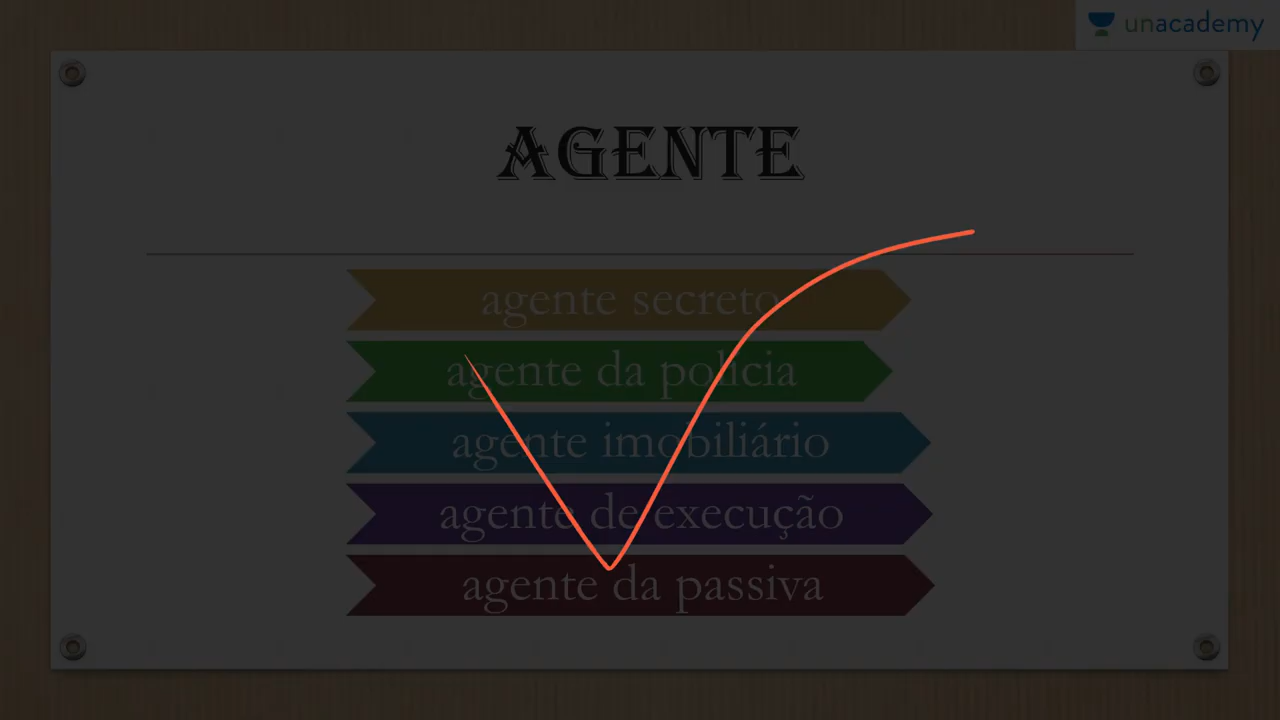 unacademy
AGENTE
agente secreto
agente da policia
agente imobiliário
agente de execução
agente da passiva